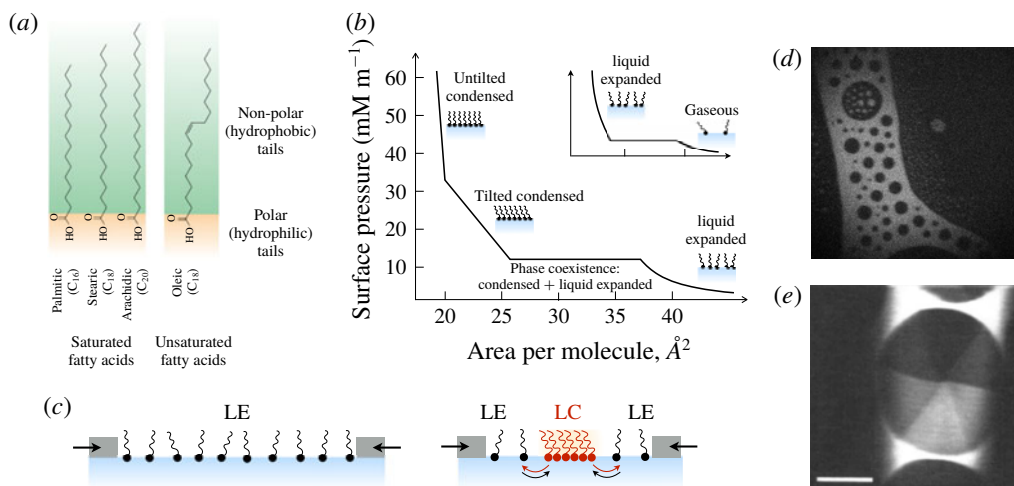 (a)
O
HO
O
HO
O
HO
O
HO
Non-polar
(hydrophobic)
tails
Polar
(hydrophilic)
tails
Palmitic
(C16)
Stearic
(C18)
Arachidic
(C20)
Oleic
(C18)
Saturated
fatty acids
Unsaturated
fatty acids
(b)
Surface pressure (mM m−1)
60
50
40
30
20
10
Untilted
condensed
liquid
expanded
Gaseous
Tilted condensed
liquid
expanded
Phase coexistence:
condensed + liquid expanded
20
25
30
35
40
Area per molecule, Å2
(c)
LE
LE
LC
LE
(d)
(e)